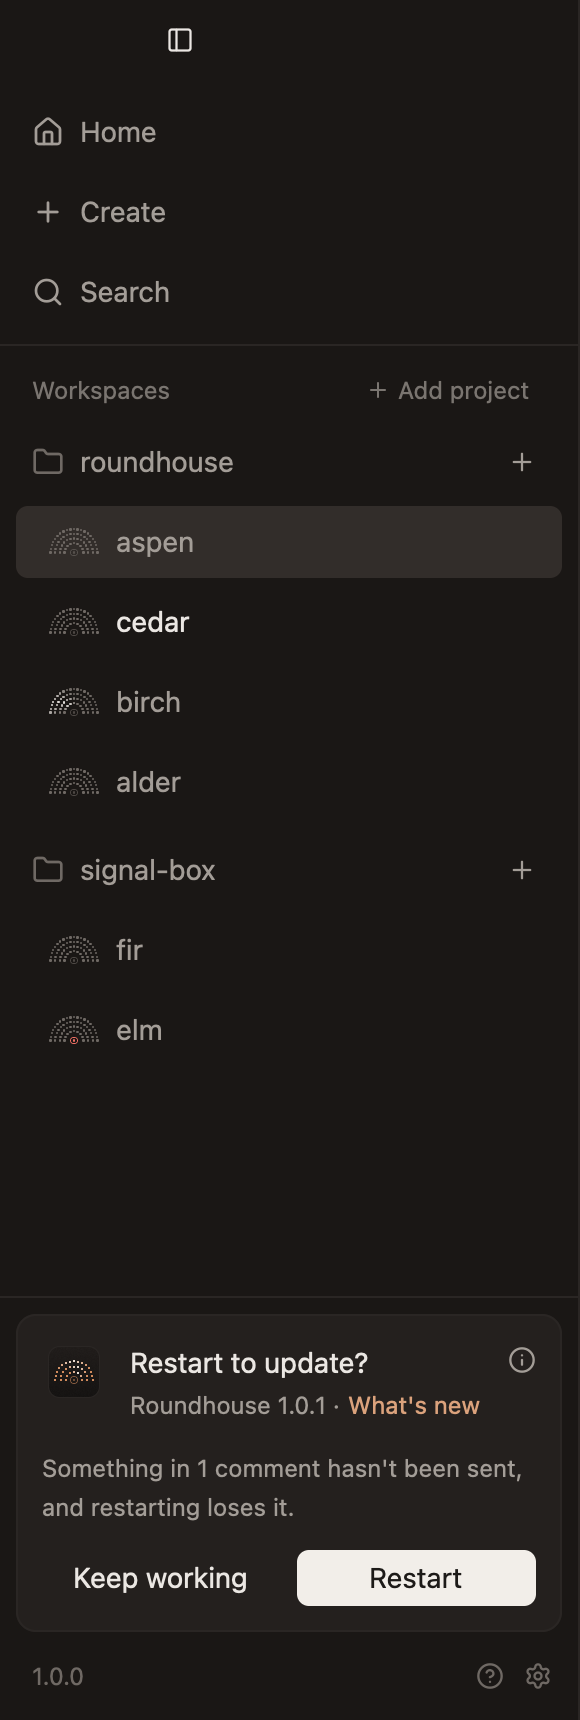 Home
Create
Search
Workspaces
+ Add project
roundhouse
aspen
cedar
birch
alder
signal-box
fir
elm
Restart to update?
Roundhouse 1.0.1 · What's new
Something in 1 comment hasn't been sent,
and restarting loses it.
Keep working
Restart
1.0.0